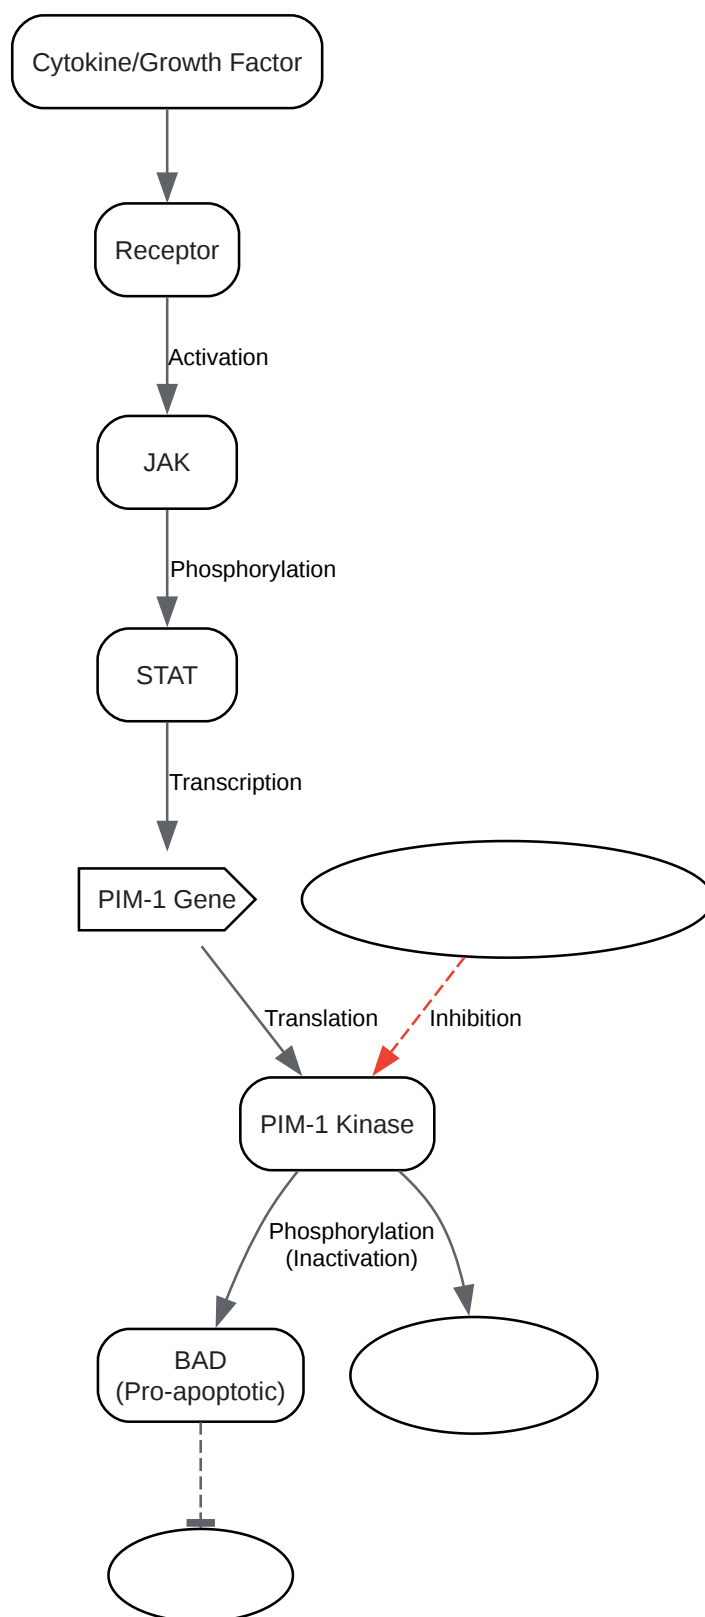 Cytokine/Growth Factor
Receptor
Activation
JAK
Phosphorylation
STAT
Transcription
PIM-1 Gene
Translation
Inhibition
PIM-1 Kinase
Phosphorylation
(Inactivation)
BAD
(Pro-apoptotic)